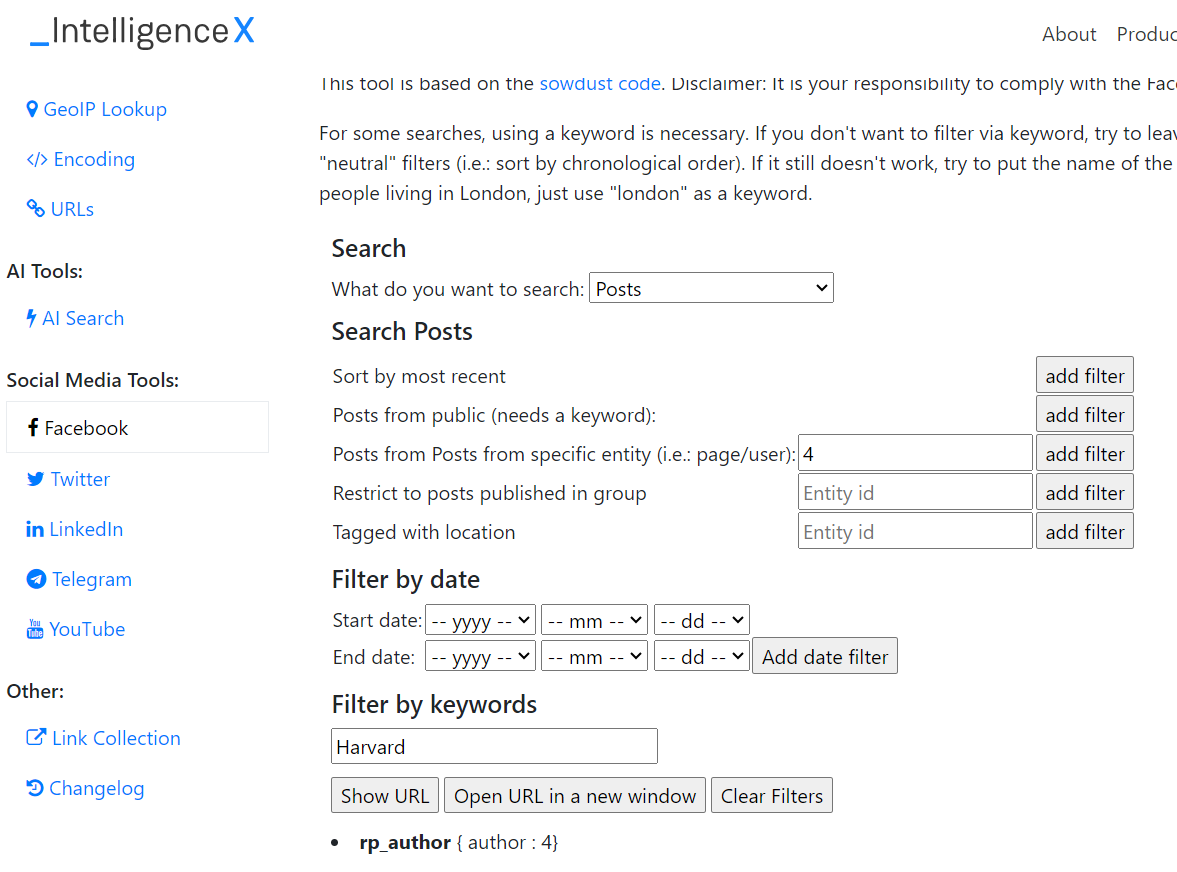 _IntelligenceX
About Produc
GeoIP Lookup
</> Encoding
URLs
AI Tools:
AI Search
Social Media Tools:
Facebook
Twitter
LinkedIn
Telegram
YouTube
Other:
Link Collection
Changelog
This tool is based on the sowdust code. Disclaimer: It is your responsibility to comply with the Fac
For some searches, using a keyword is necessary. If you don't want to filter via keyword, try to leav
"neutral" filters (i.e.: sort by chronological order). If it still doesn't work, try to put the name of the
people living in London, just use "london" as a keyword.
Search
What do you want to search: Posts
Search Posts
Sort by most recent add filter
Posts from public (needs a keyword): add filter
Posts from Posts from specific entity (i.e.: page/user): 4 add filter
Restrict to posts published in group Entity id add filter
Tagged with location Entity id add filter
Filter by date
Start date: -- yyyy -- -- mm -- -- dd --
End date: -- yyyy -- -- mm -- -- dd -- Add date filter
Filter by keywords
Harvard
Show URL Open URL in a new window Clear Filters
• rp_author { author : 4}